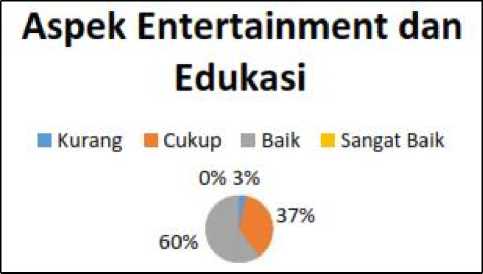 Aspek Entertainment dan
Edukasi
Kurang Cukup Baik Sangat Baik
0% 3%
37%
60%